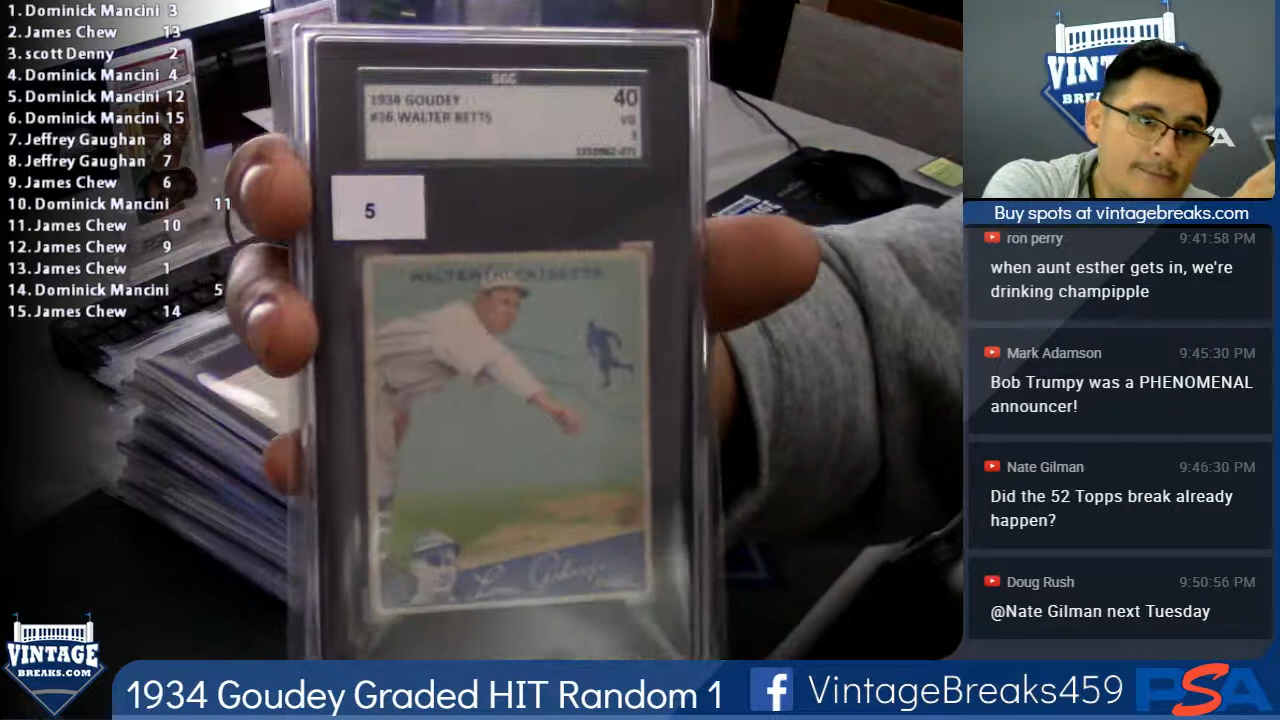 1. Dominick Mancini 3
2. James Chew 13
3. scott Denny 2
4. Dominick Mancini 4
5. Dominick Mancini 12
6. Dominick Mancini 15
7. Jeffrey Gaughan 8
8. Jeffrey Gaughan 7
9. James Chew 6
10. Dominick Mancini 11
11. James Chew 10
12. James Chew 9
13. James Chew 1
14. Dominick Mancini 5
15. James Chew 14
SGC
1934 GOUDEY 40
#36 WALTER BETTS VG
3
5
WALTER (HUCK) BETTS
Buy spots at vintagebreaks.com
ron perry 9:41:58 PM
when aunt esther gets in, we're
drinking champipple
Mark Adamson 9:45:30 PM
Bob Trumpy was a PHENOMENAL
announcer!
Nate Gilman 9:46:30 PM
Did the 52 Topps break already
happen?
Doug Rush 9:50:56 PM
@Nate Gilman next Tuesday
VINTAGE
BREAKS.COM
1934 Goudey Graded HIT Random 1
VintageBreaks459
PSA